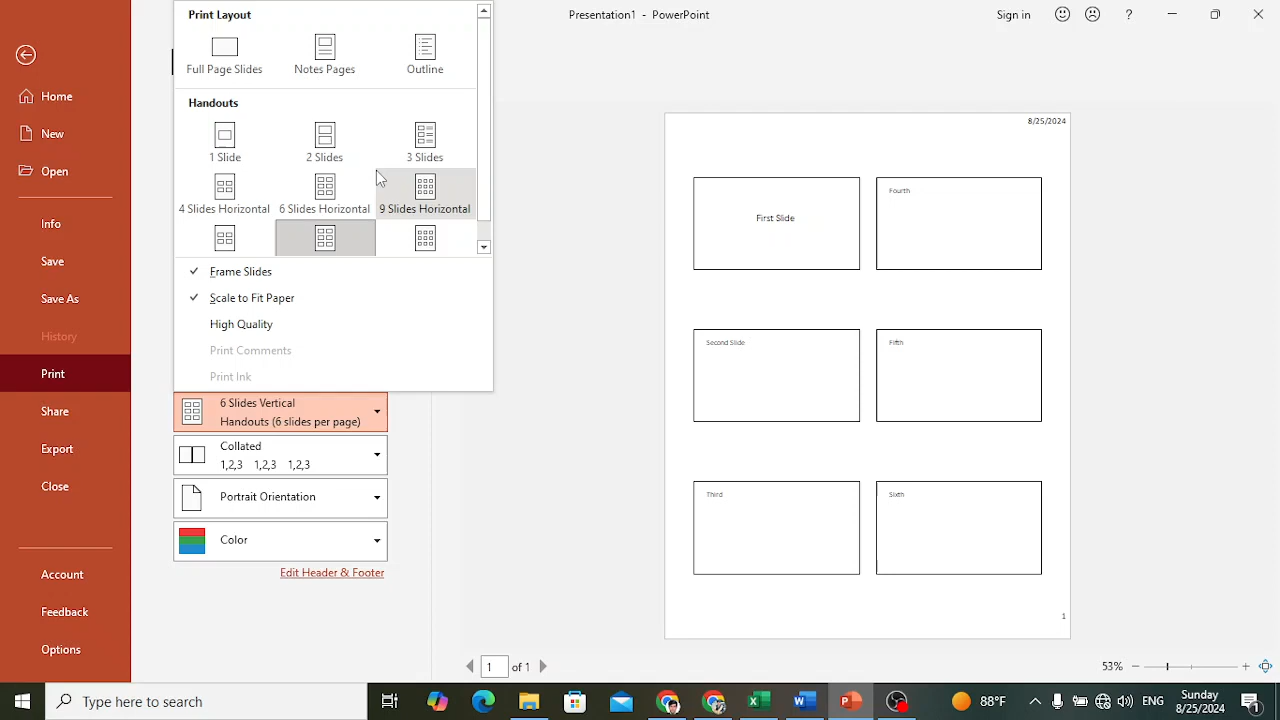 Presentation1 - PowerPoint
Sign in
?
Home
New
Open
Info
Save
Save As
History
Print
Share
Export
Close
Account
Feedback
Options
Print Layout
Full Page Slides
Notes Pages
Outline
Handouts
1 Slide
2 Slides
3 Slides
4 Slides Horizontal
6 Slides Horizontal
9 Slides Horizontal
Frame Slides
Scale to Fit Paper
High Quality
Print Comments
Print Ink
6 Slides Vertical
Handouts (6 slides per page)
Collated
1,2,3 1,2,3 1,2,3
Portrait Orientation
Color
Edit Header & Footer
8/25/2024
First Slide
Fourth
Second Slide
Fifth
Third
Sixth
1
1 of 1
53%
Type here to search
88°F
ENG
Sunday
8/25/2024
1